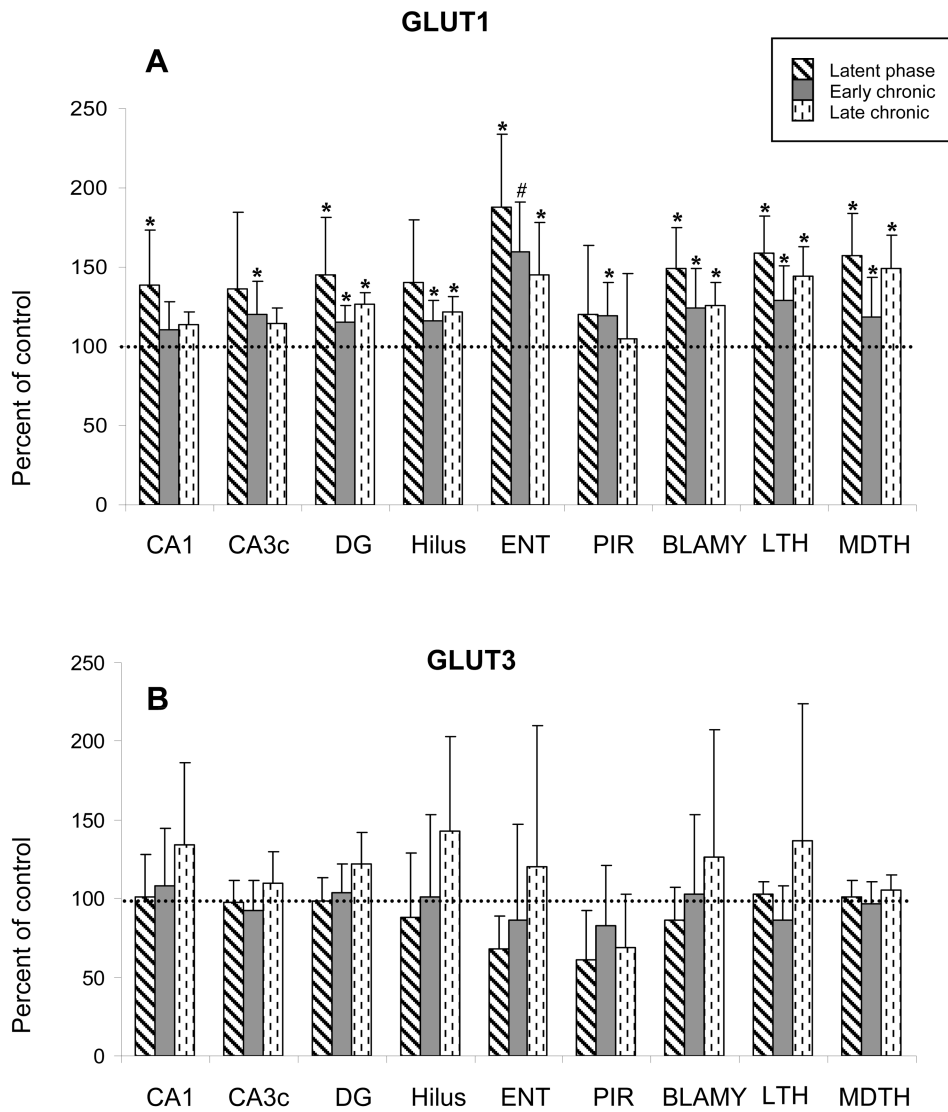 GLUT1
A
Latent phase
Early chronic
Late chronic
Percent of control
250
200
150
100
50
0
* * * * * * * # * * * * * * * * * * *
CA1 CA3c DG Hilus ENT PIR BLAMY LTH MDTH
GLUT3
B
Percent of control
250
200
150
100
50
0
CA1 CA3c DG Hilus ENT PIR BLAMY LTH MDTH